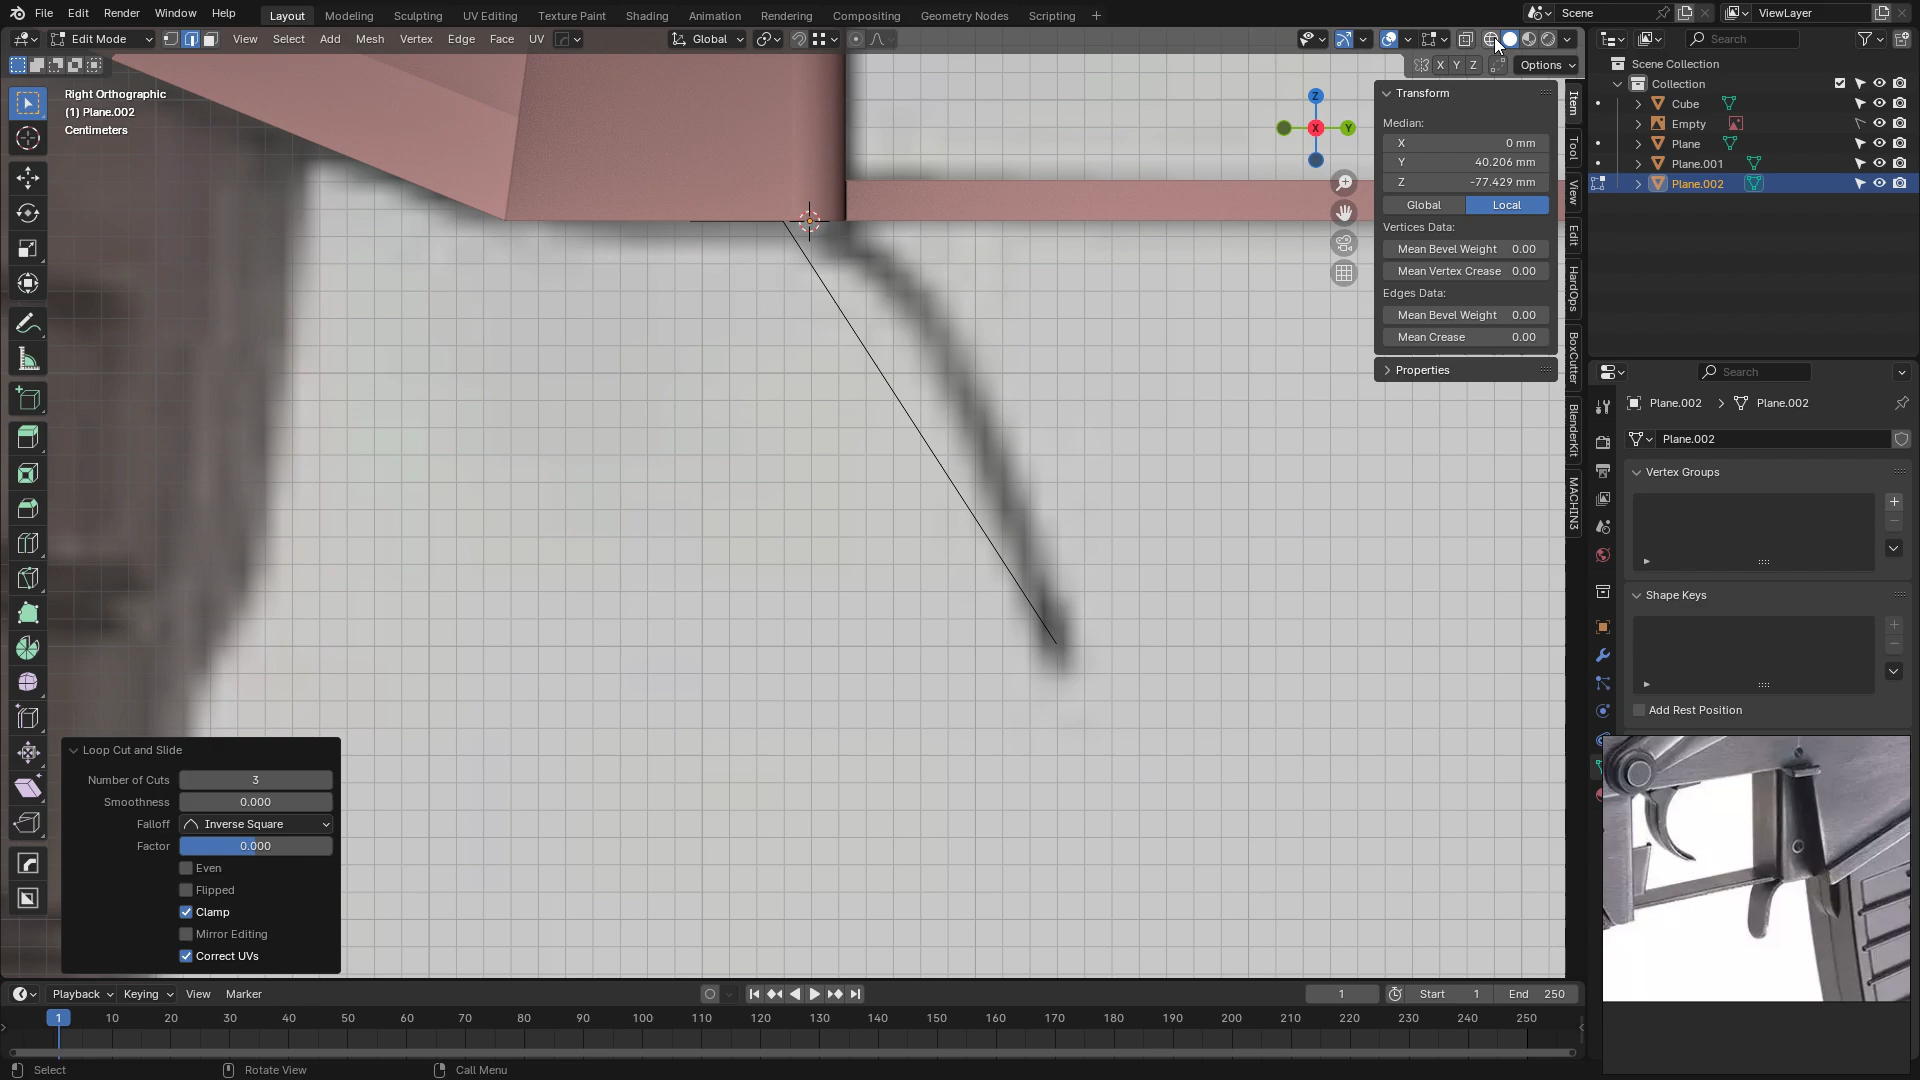 File Edit Render Window Help Layout Modeling Sculpting UV Editing Texture Paint Shading Animation Rendering Compositing Geometry Nodes Scripting + Scene ViewLayer
Edit Mode View Select Add Mesh Vertex Edge Face UV Global Search
X Y Z Options
Scene Collection
Collection
Cube
Empty
Plane
Plane.001
Plane.002
Right Orthographic
(1) Plane.002
Centimeters
Z
X
Y
Transform
Median:
X 0 mm
Y 40.206 mm
Z -77.429 mm
Global Local
Vertices Data:
Mean Bevel Weight 0.00
Mean Vertex Crease 0.00
Edges Data:
Mean Bevel Weight 0.00
Mean Crease 0.00
Properties
Item
Tool
View
Edit
HardOps
BoxCutter
BlenderKit
MACHIN3
Search
Plane.002 > Plane.002
Plane.002
Vertex Groups
Shape Keys
Add Rest Position
Loop Cut and Slide
Number of Cuts 3
Smoothness 0.000
Falloff Inverse Square
Factor 0.000
Even
Flipped
Clamp
Mirror Editing
Correct UVs
Playback Keying View Marker 1 Start 1 End 250
1 10 20 30 40 50 60 70 80 90 100 110 120 130 140 150 160 170 180 190 200 210 220 230 240 250
Select Rotate View Call Menu